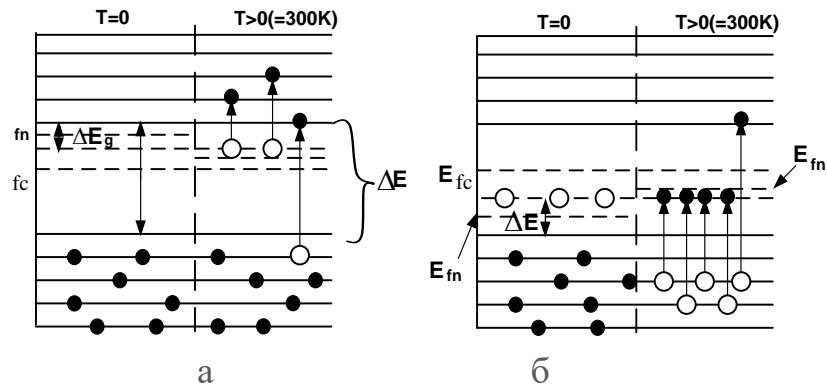 T=0 T>0(=300K)
fn
ΔEg
fc
ΔE
а
T=0 T>0(=300K)
Efc
Efn
ΔE
Efn
б